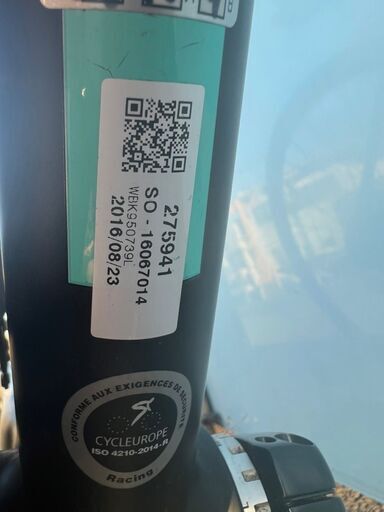 275941
SO - 16067014
WBK950739L
2016/08/23
CONFORME AUX EXIGENCES DE SÉCURITÉ
CYCLEUROPE
ISO 4210-2014-R
Racing